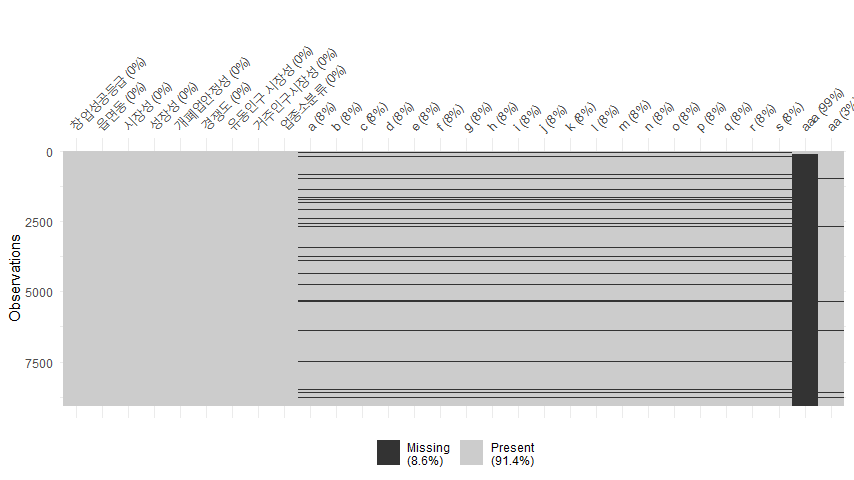 창업성공등급 (0%)
읍면동 (0%)
시장성 (0%)
성장성 (0%)
개폐업안정성 (0%)
경쟁도 (0%)
유동인구 시장성 (0%)
거주인구시장성 (0%)
업종소분류 (0%)
a (8%)
b (8%)
c (8%)
d (8%)
e (8%)
f (8%)
g (8%)
h (8%)
i (8%)
j (8%)
k (8%)
l (8%)
m (8%)
n (8%)
o (8%)
p (8%)
q (8%)
r (8%)
s (8%)
aaa (99%)
aa (3%)
0
2500
5000
7500
Observations
Missing
(8.6%)
Present
(91.4%)